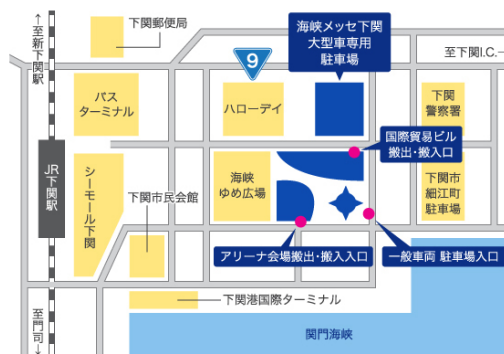 ←至新下関駅
下関郵便局
9
海峡メッセ下関
大型車専用
駐車場
至下関I.C.→
バス
ターミナル
ハローデイ
下関
警察署
国際貿易ビル
搬出・搬入口
JR下関駅
シーモール下関
下関市民会館
海峡
ゆめ広場
下関市
細江町
駐車場
アリーナ会場搬出・搬入入口
一般車両 駐車場入口
下関港国際ターミナル
至門司→
関門海峡